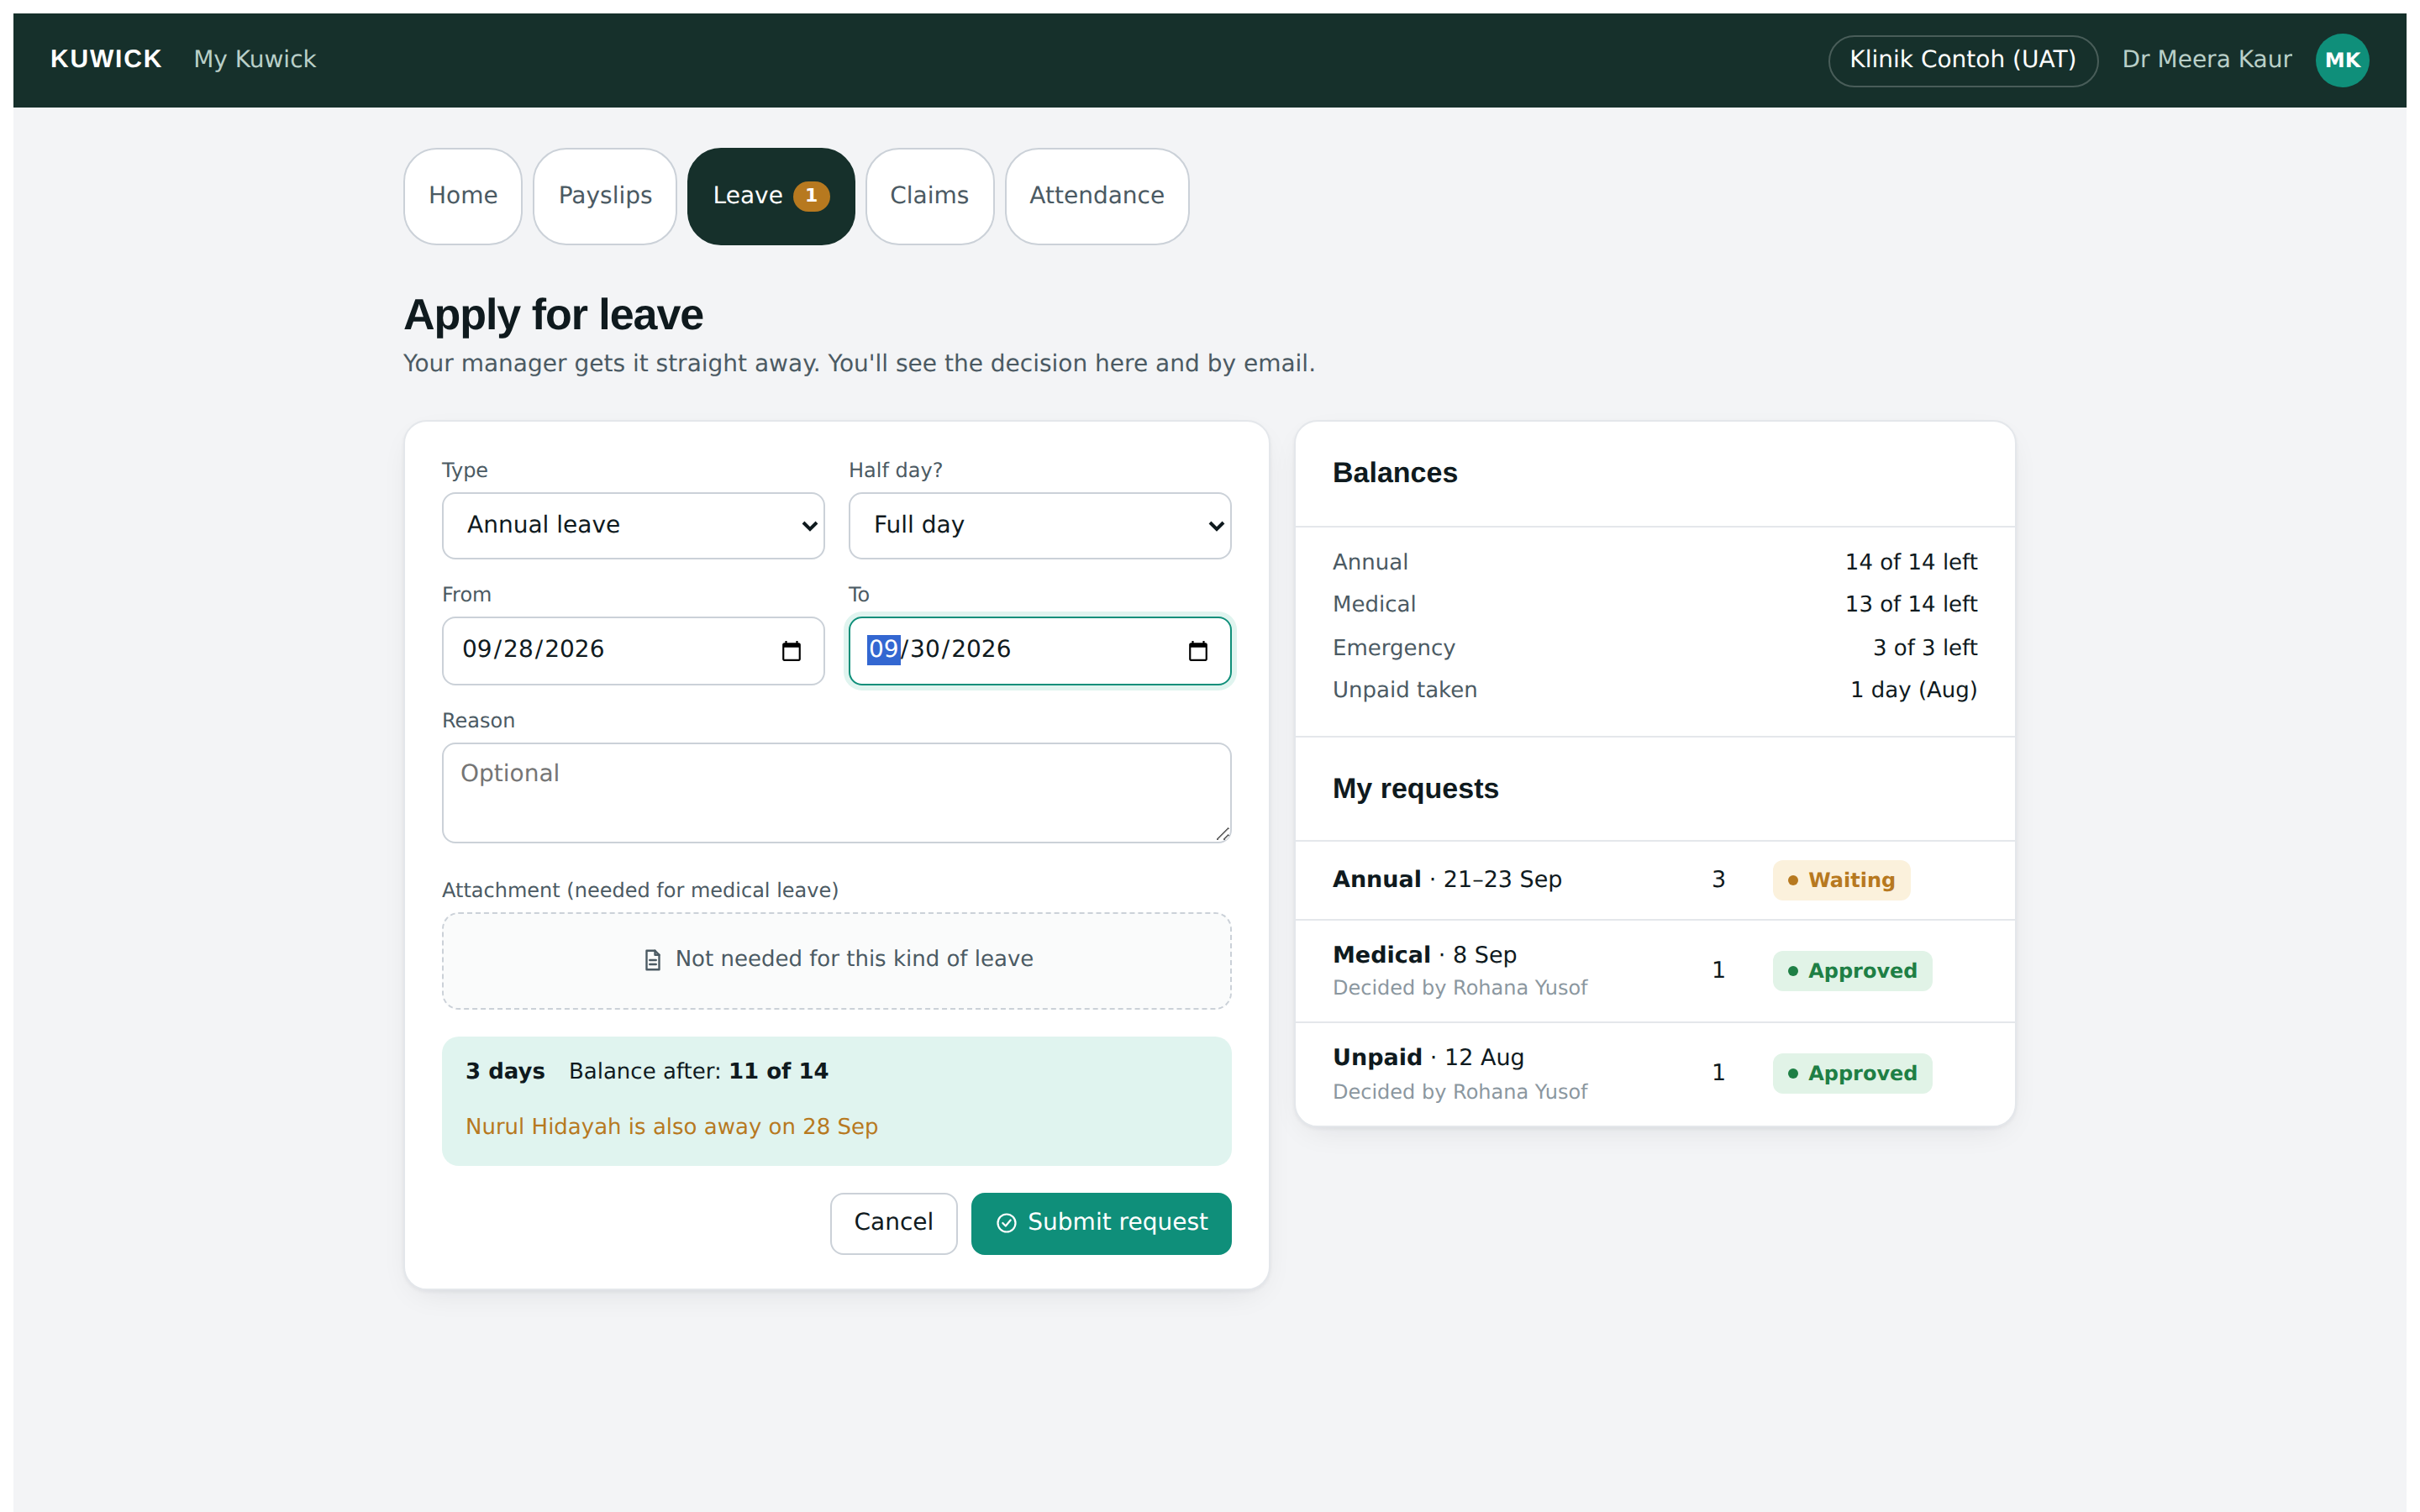 KUWICK My Kuwick Klinik Contoh (UAT) Dr Meera Kaur MK
Home Payslips Leave 1 Claims Attendance
Apply for leave
Your manager gets it straight away. You'll see the decision here and by email.
Type Half day?
Annual leave Full day
From To
09/28/2026 09/30/2026
Reason
Optional
Attachment (needed for medical leave)
Not needed for this kind of leave
3 days Balance after: 11 of 14
Nurul Hidayah is also away on 28 Sep
Cancel Submit request
Balances
Annual 14 of 14 left
Medical 13 of 14 left
Emergency 3 of 3 left
Unpaid taken 1 day (Aug)
My requests
Annual · 21–23 Sep 3 Waiting
Medical · 8 Sep 1 Approved
Decided by Rohana Yusof
Unpaid · 12 Aug 1 Approved
Decided by Rohana Yusof